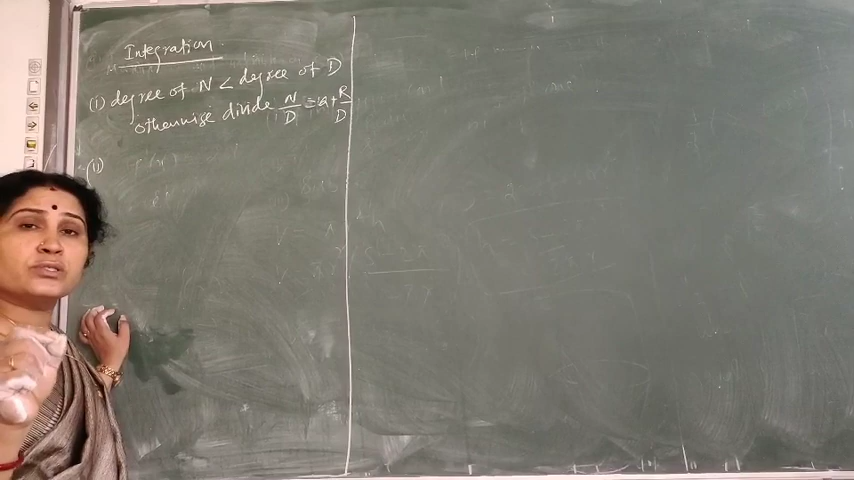 Integration
(i) degree of N < degree of D
otherwise divide N/D = Q + R/D
(i)